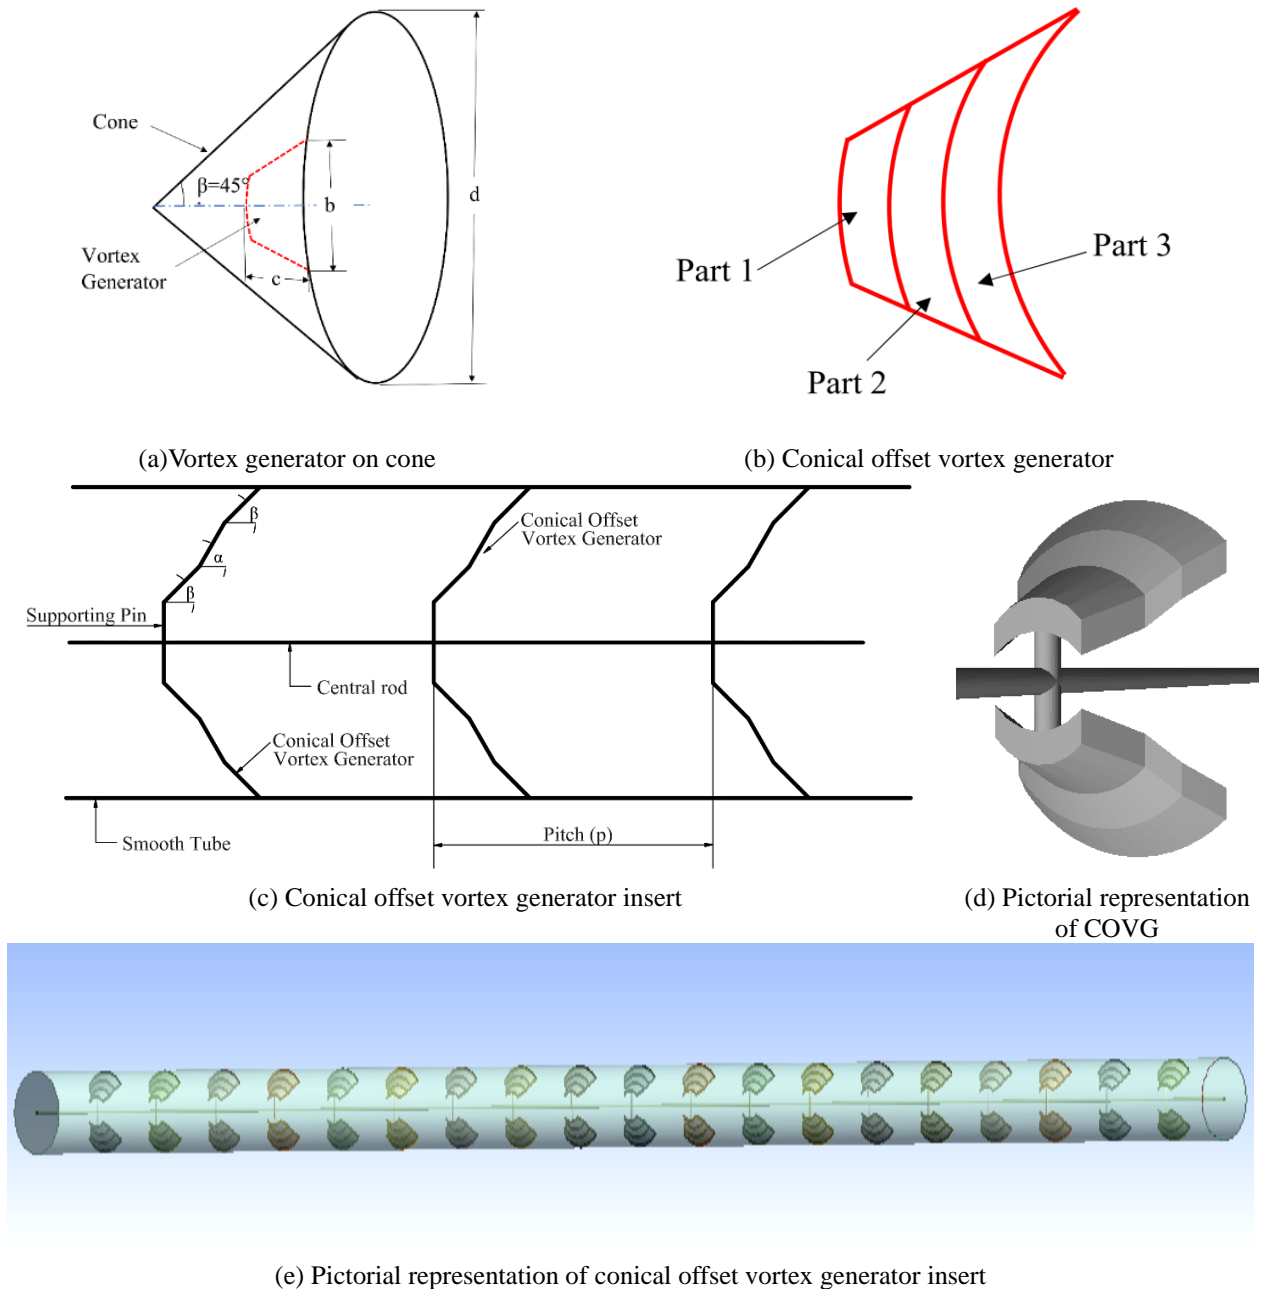 Cone
β=45°
b
d
Vortex
Generator
c
Part 1
Part 3
Part 2
(a)Vortex generator on cone
(b) Conical offset vortex generator
β
α
β
Conical Offset
Vortex Generator
Supporting Pin
Central rod
Conical Offset
Vortex Generator
Pitch (p)
Smooth Tube
(c) Conical offset vortex generator insert
(d) Pictorial representation
of COVG
(e) Pictorial representation of conical offset vortex generator insert